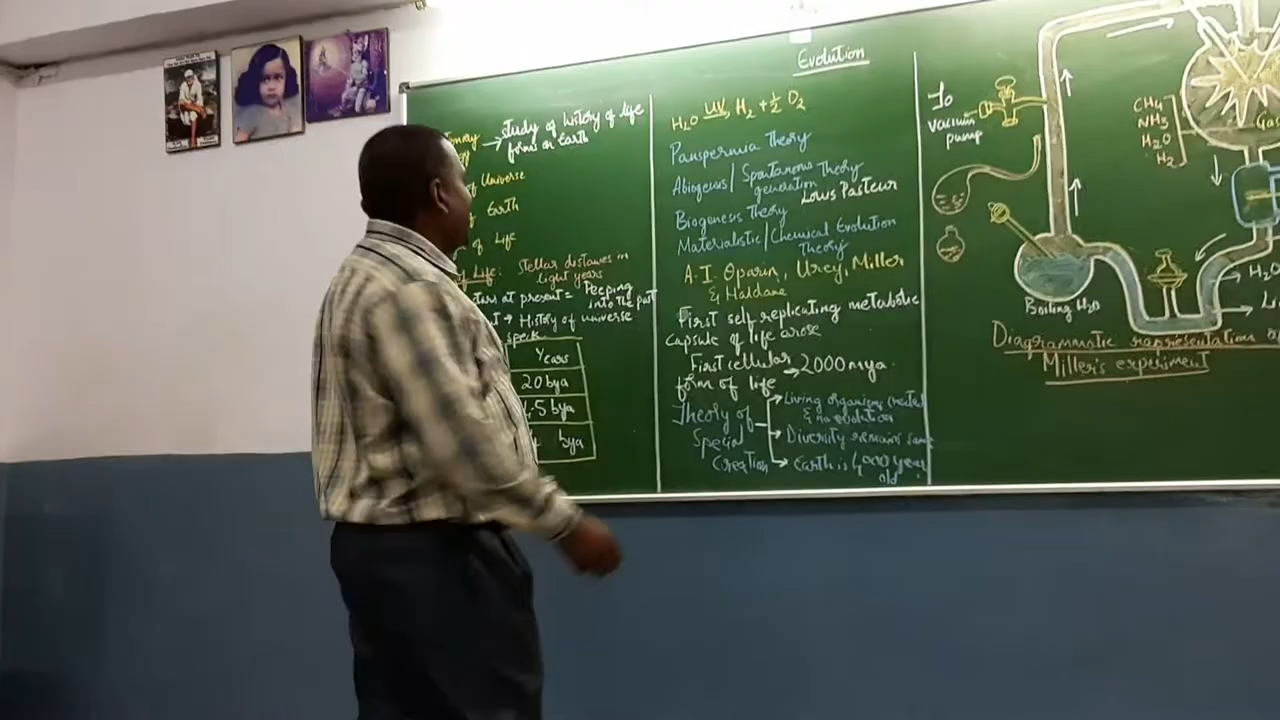 Evolution
study of history of life
forms on Earth
of Universe
Earth
of Life
Life: Stellar distances in
light years
at present = Peeping
into the past
History of universe
Years
20 bya
4.5 bya
4 bya
H2O UV, H2 + 1/2 O2
Panspermia Theory
Abiogenesis / Spontanous Theory
generation
Louis Pasteur
Biogenesis Theory
Materialistic/Chemical Evolution
Theory
A.I. Oparin, Urey, Miller
& Haldane
First self replicating metabolic
capsule of life arose
First cellular → 2000 mya.
form of life
Theory of
Special
Creation
→ Living organisms created
& no evolution
→ Diversity remains same
→ Earth is 4000 year
old
To
vacuum
pump
CH4
NH3
H2O
H2
Boiling H2O
H2O
Diagrammatic representation of
Miller's experiment